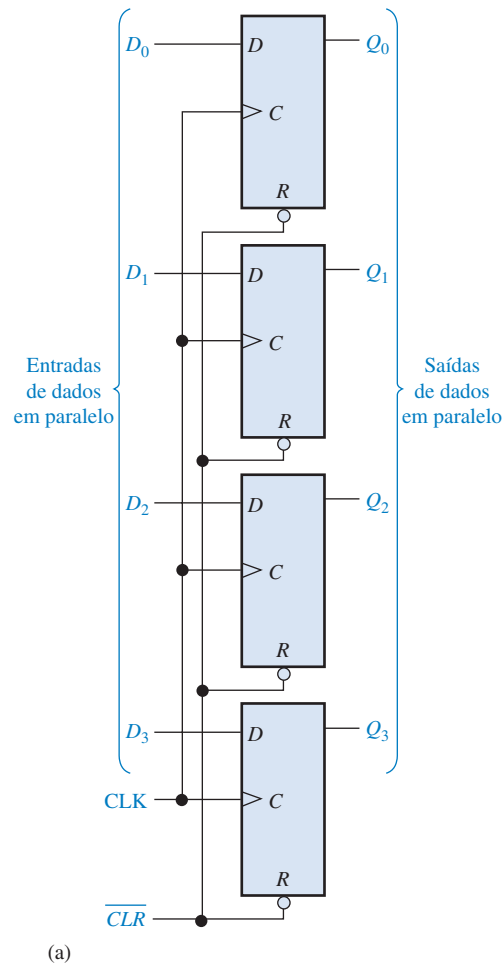 D0 D C R Q0
D1 D C R Q1
Entradas
de dados
em paralelo
Saídas
de dados
em paralelo
D2 D C R Q2
D3 D Q3
CLK C
R
C̅L̅R̅
(a)